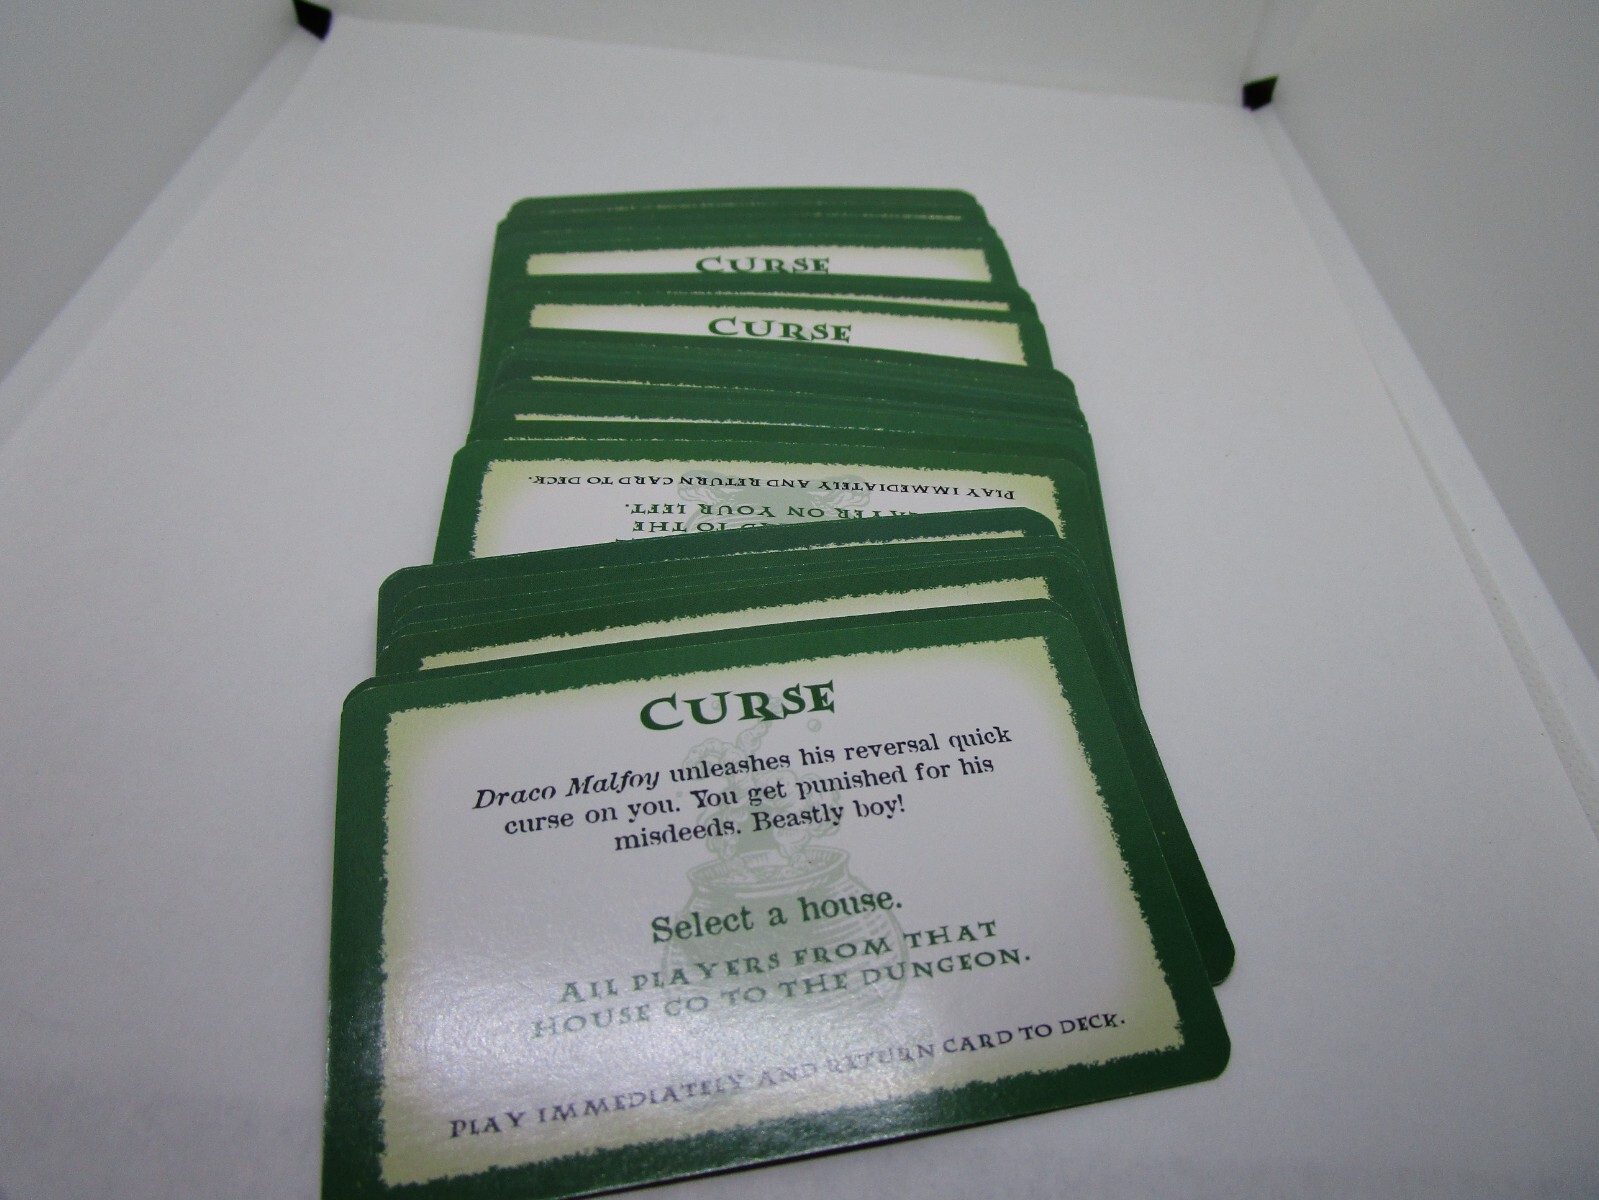 CURSE
CURSE
PLAY IMMEDIATELY AND RETURN CARD TO DECK.
ON YOUR LEFT.
TO THE
CURSE
Draco Malfoy unleashes his reversal quick
curse on you. You get punished for his
misdeeds. Beastly boy!
Select a house.
ALL PLAYERS FROM THAT
HOUSE GO TO THE DUNGEON.
PLAY IMMEDIATELY AND RETURN CARD TO DECK.